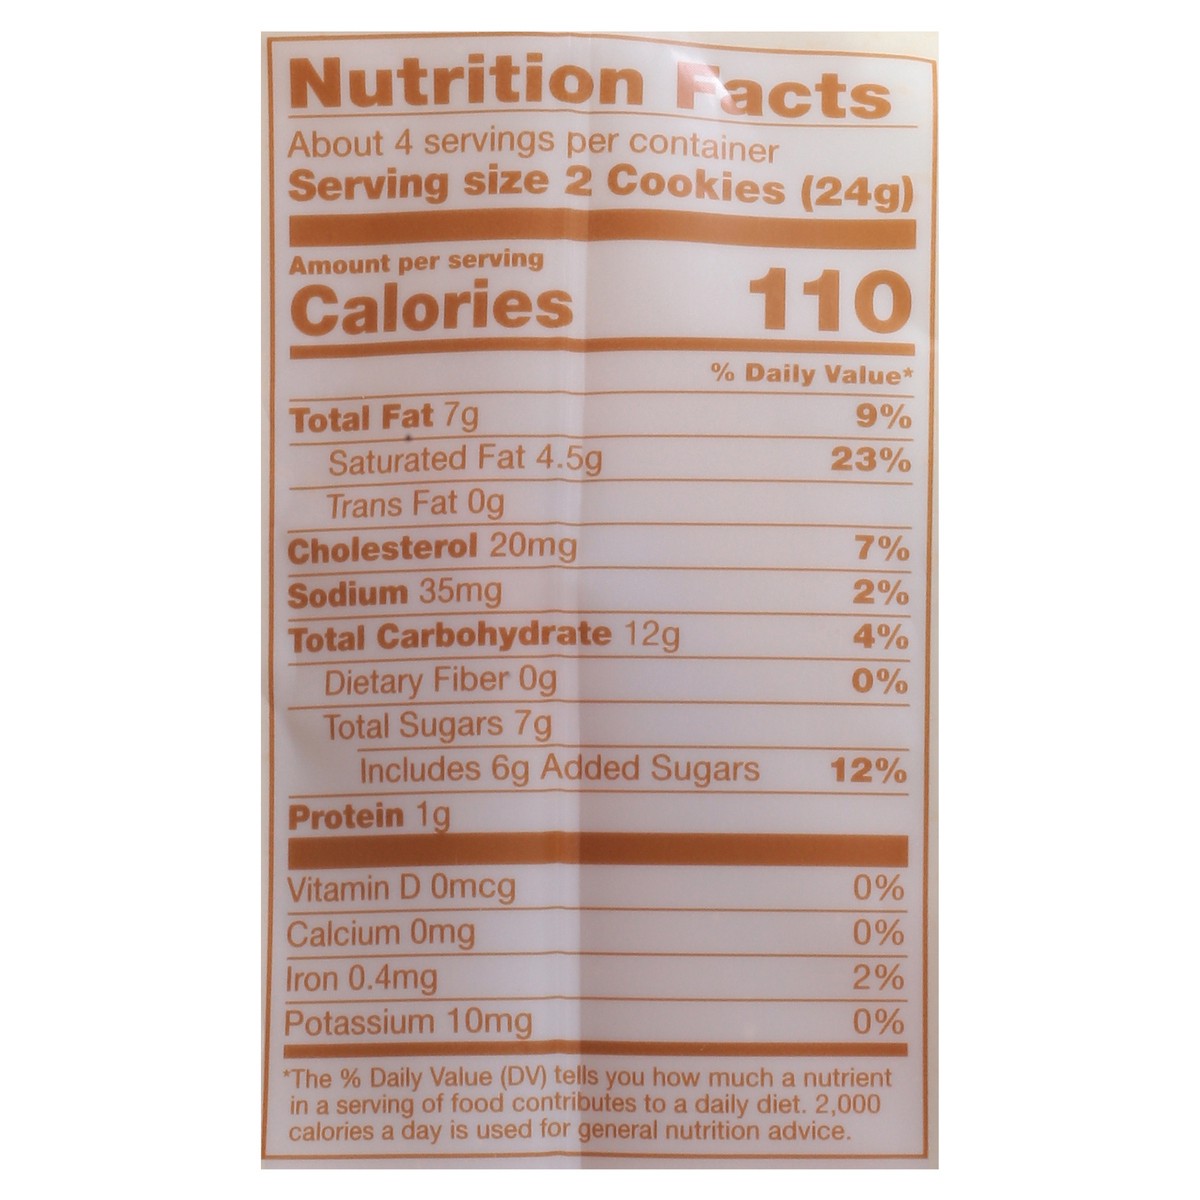 Nutrition Facts
About 4 servings per container
Serving size 2 Cookies (24g)
Amount per serving
Calories 110
% Daily Value*
Total Fat 7g 9%
Saturated Fat 4.5g 23%
Trans Fat 0g
Cholesterol 20mg 7%
Sodium 35mg 2%
Total Carbohydrate 12g 4%
Dietary Fiber 0g 0%
Total Sugars 7g
Includes 6g Added Sugars 12%
Protein 1g
Vitamin D 0mcg 0%
Calcium 0mg 0%
Iron 0.4mg 2%
Potassium 10mg 0%
*The % Daily Value (DV) tells you how much a nutrient
in a serving of food contributes to a daily diet. 2,000
calories a day is used for general nutrition advice.